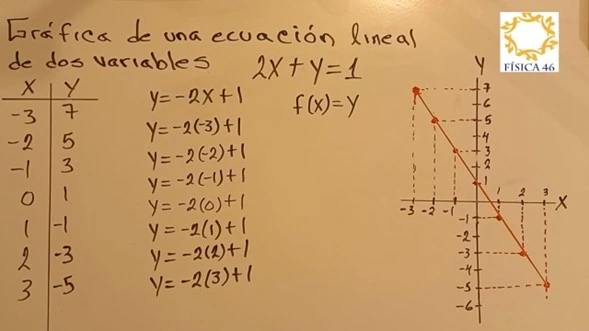 Gráfica de una ecuación lineal
de dos variables 2X+y=1
FÍSICA 46
X Y
-3 7
-2 5
-1 3
0 1
1 -1
2 -3
3 -5
y=-2X+1
y=-2(-3)+1
y=-2(-2)+1
y=-2(-1)+1
y=-2(0)+1
y=-2(1)+1
y=-2(2)+1
y=-2(3)+1
f(x)=y
Y
7
6
5
4
3
2
1
-3 -2 -1 1 2 3 X
-1
-2
-3
-4
-5
-6